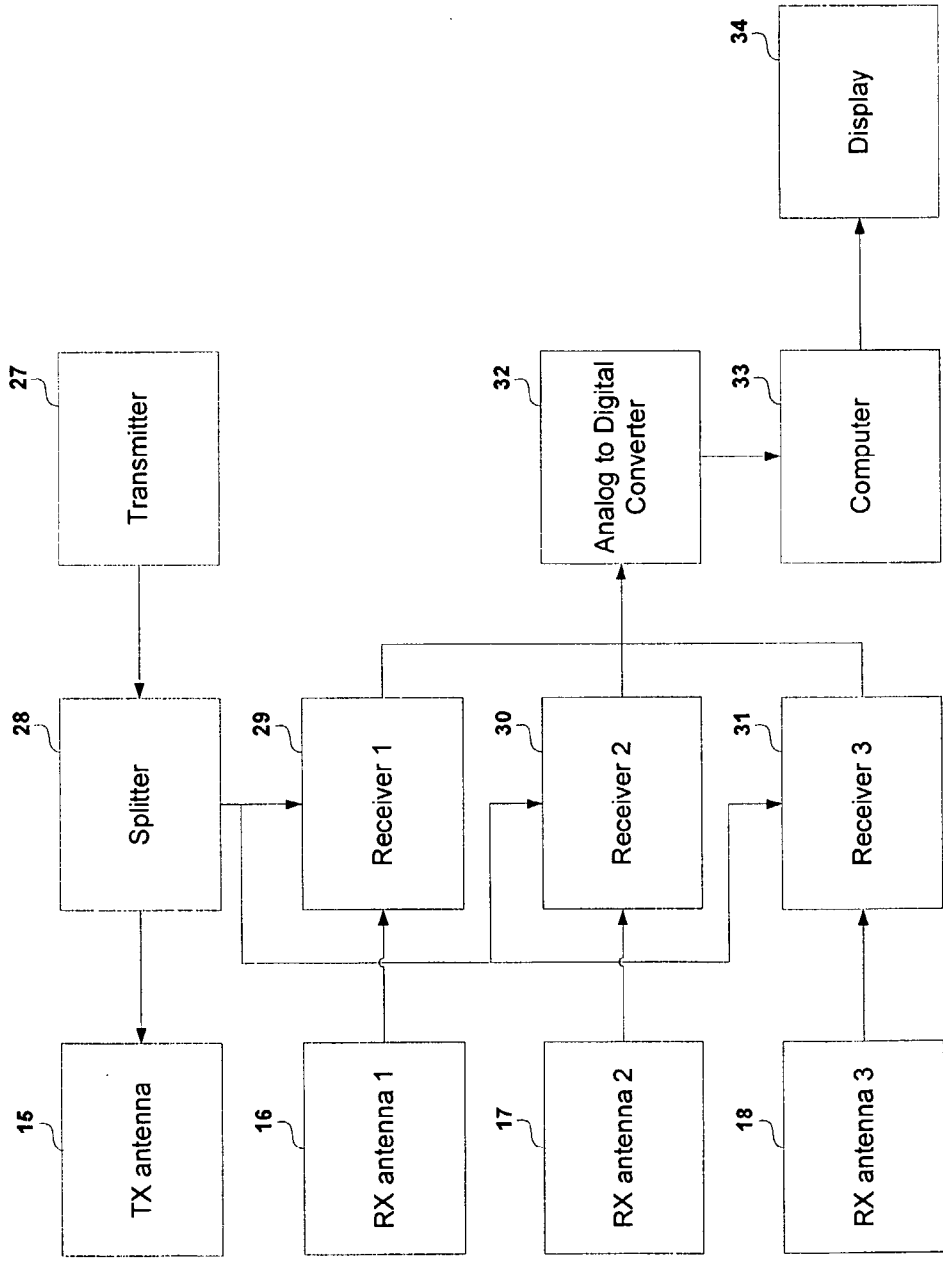 15
TX antenna
28
Splitter
27
Transmitter
16
RX antenna 1
29
Receiver 1
17
RX antenna 2
30
Receiver 2
32
Analog to Digital
Converter
18
RX antenna 3
31
Receiver 3
33
Computer
34
Display